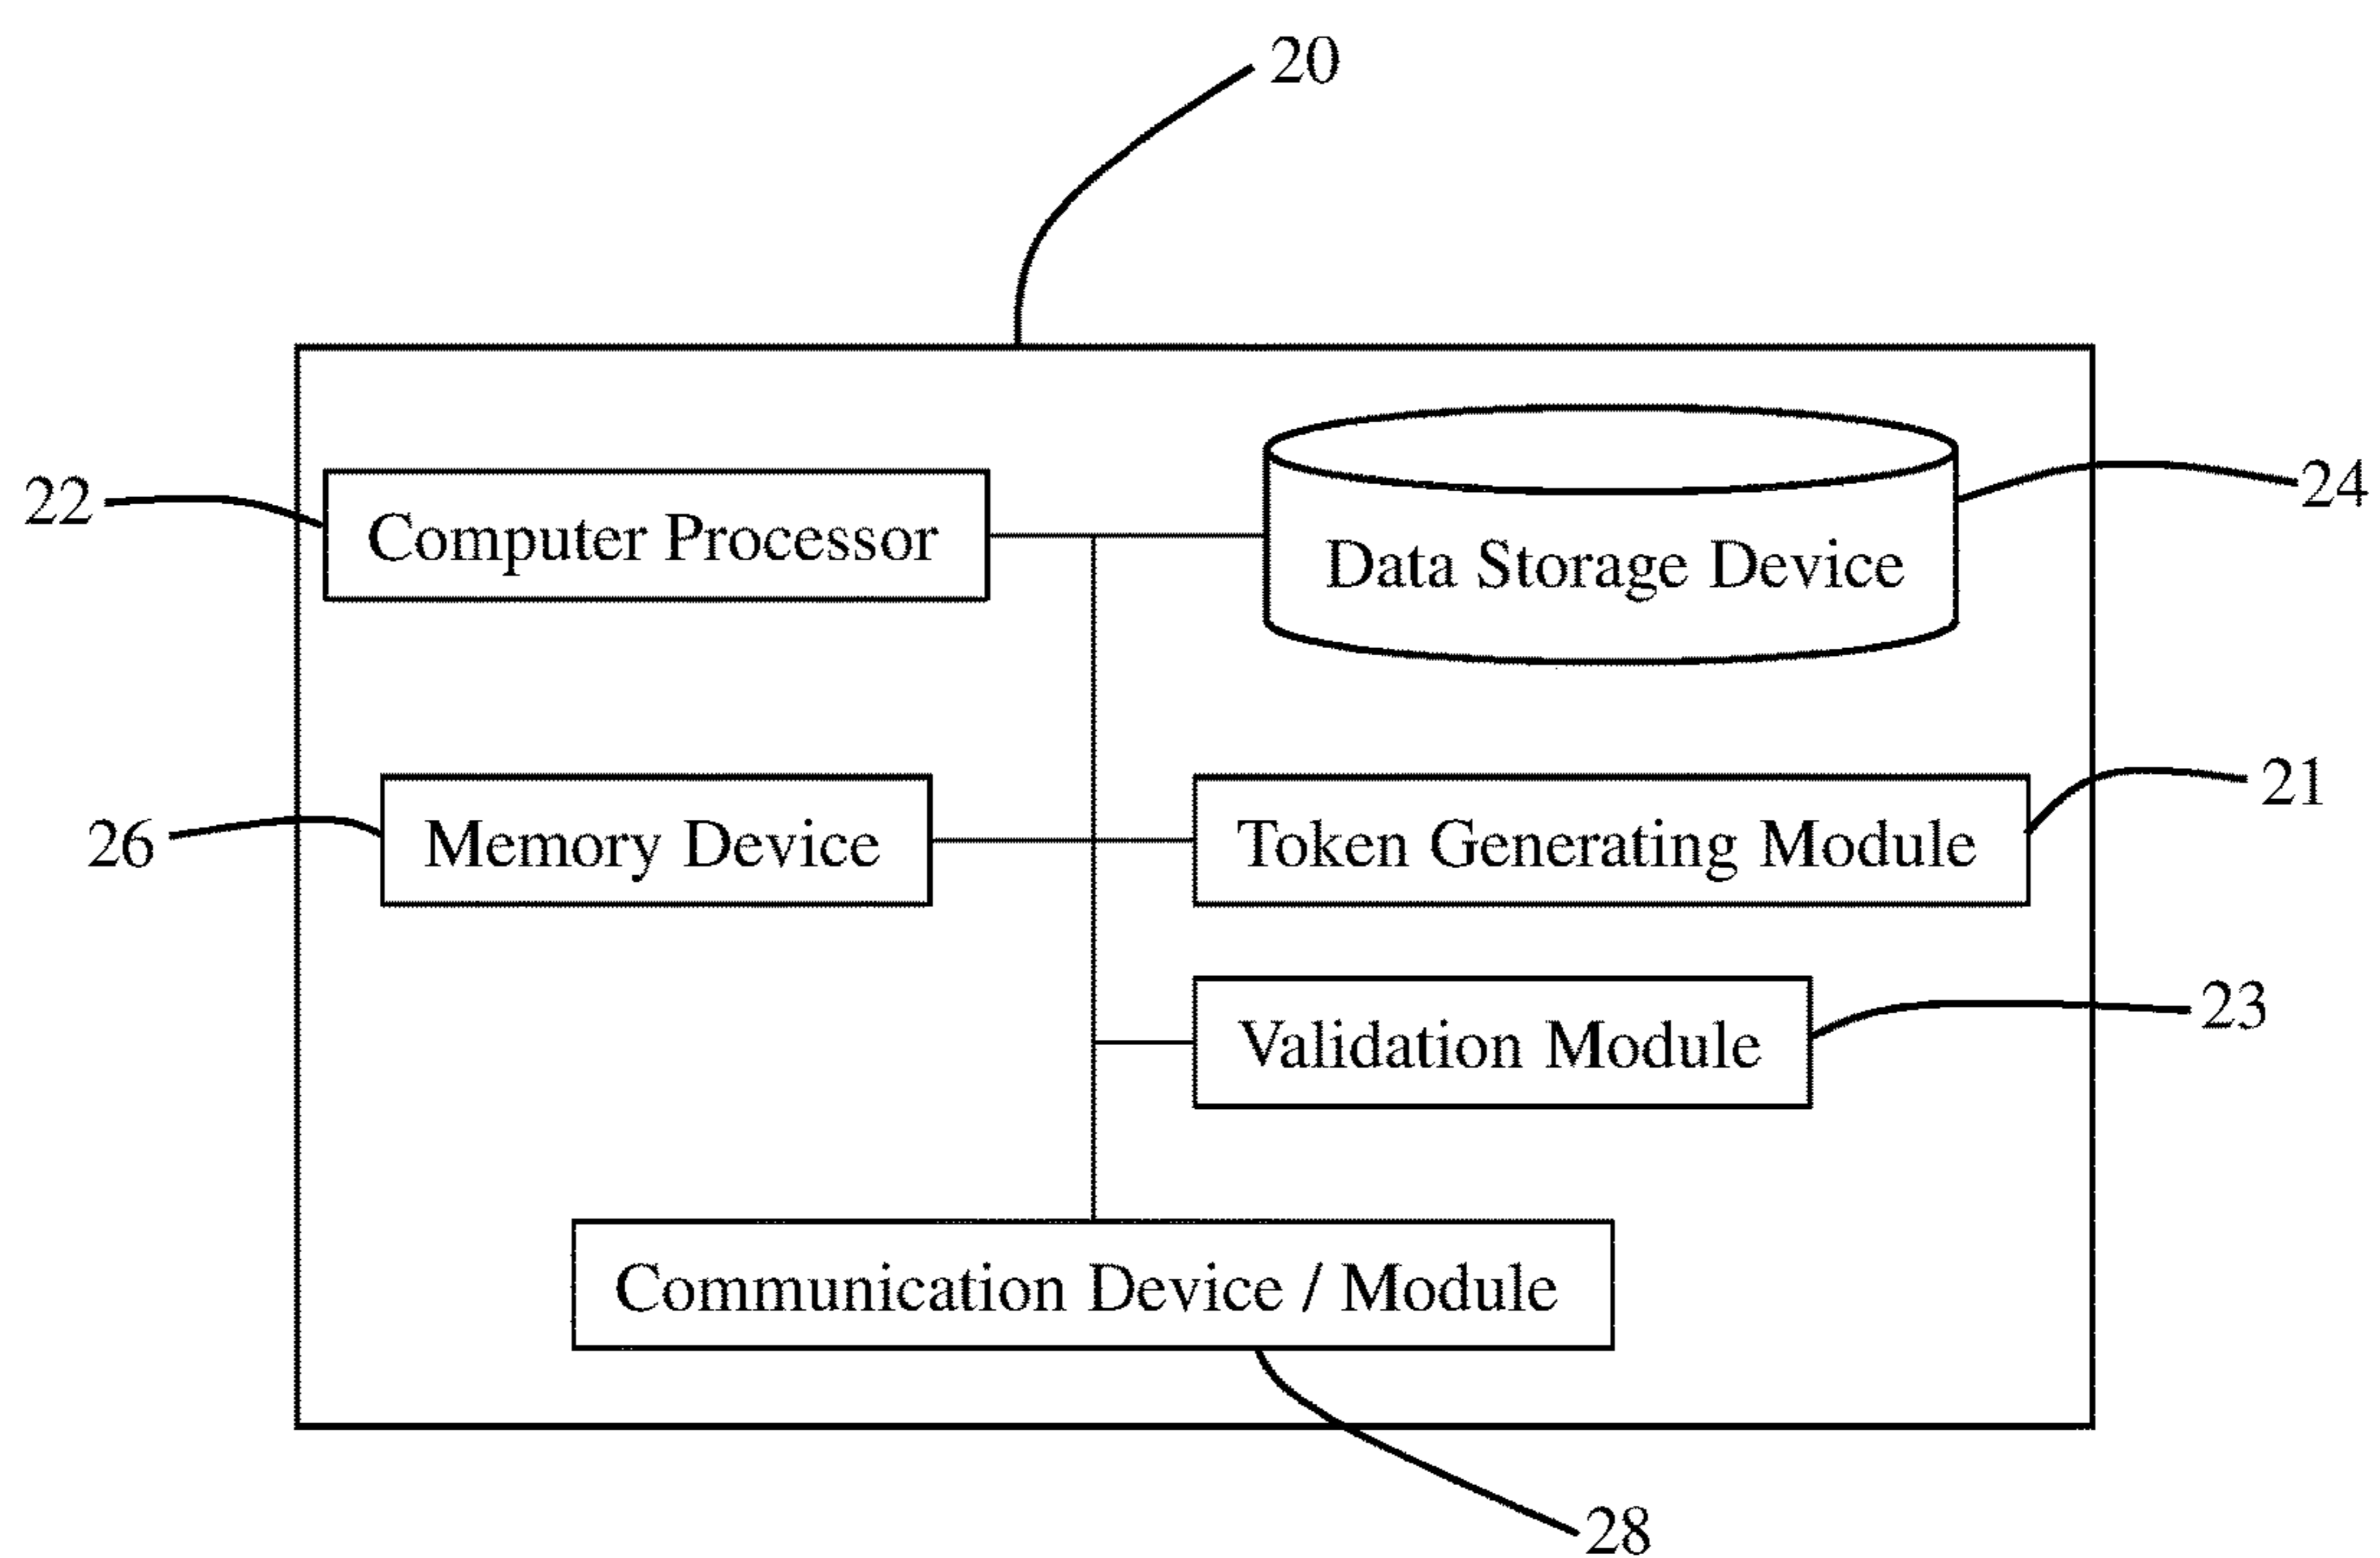 20
22
Computer Processor
24
Data Storage Device
26
Memory Device
Token Generating Module
21
Validation Module
23
Communication Device / Module
28